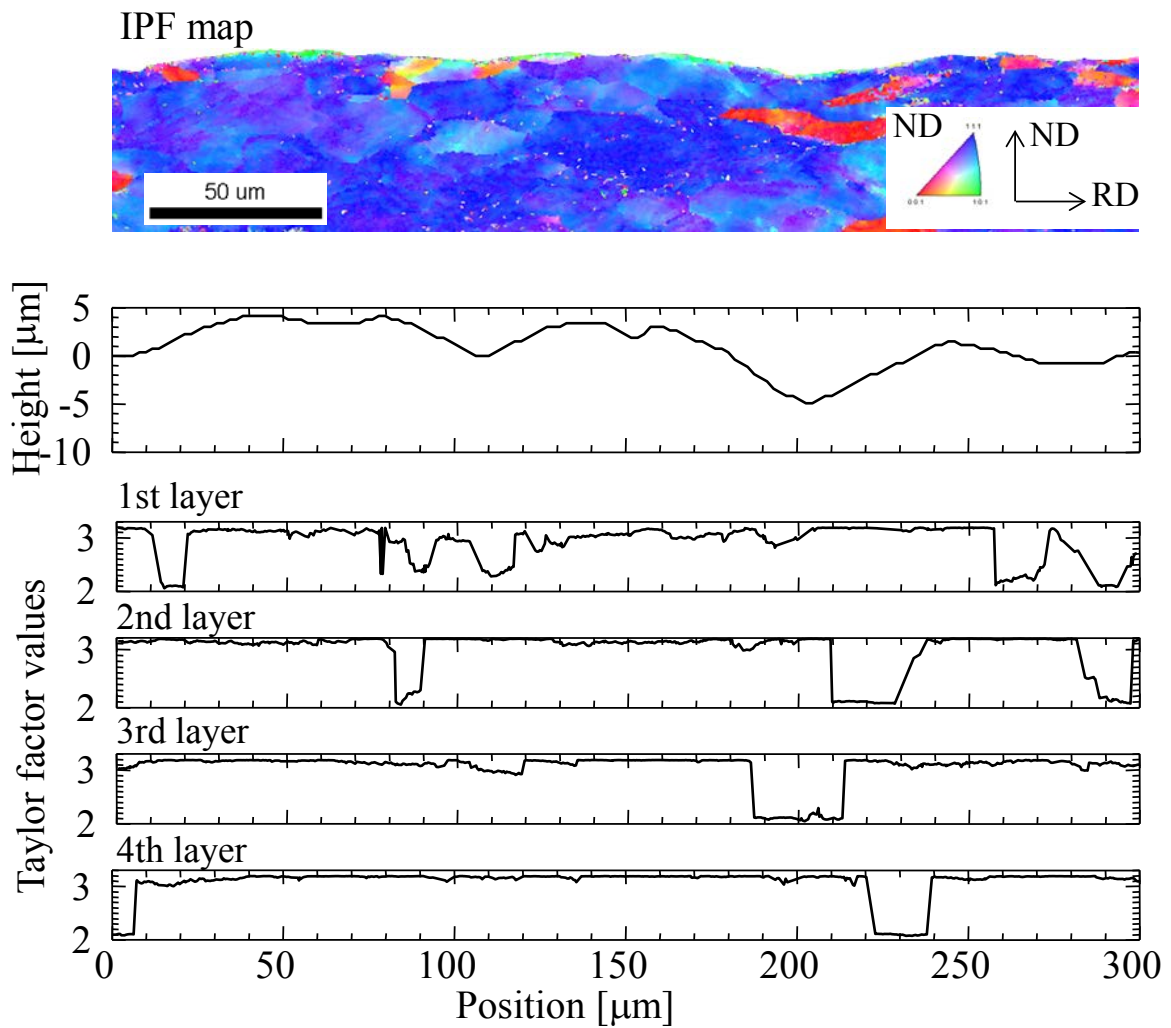 IPF map
50 um
ND
111
001
101
ND
RD
Height [μm]
5
0
-5
-10
1st layer
3
2
2nd layer
3
2
3rd layer
3
2
4th layer
3
2
Taylor factor values
0 50 100 150 200 250 300
Position [μm]